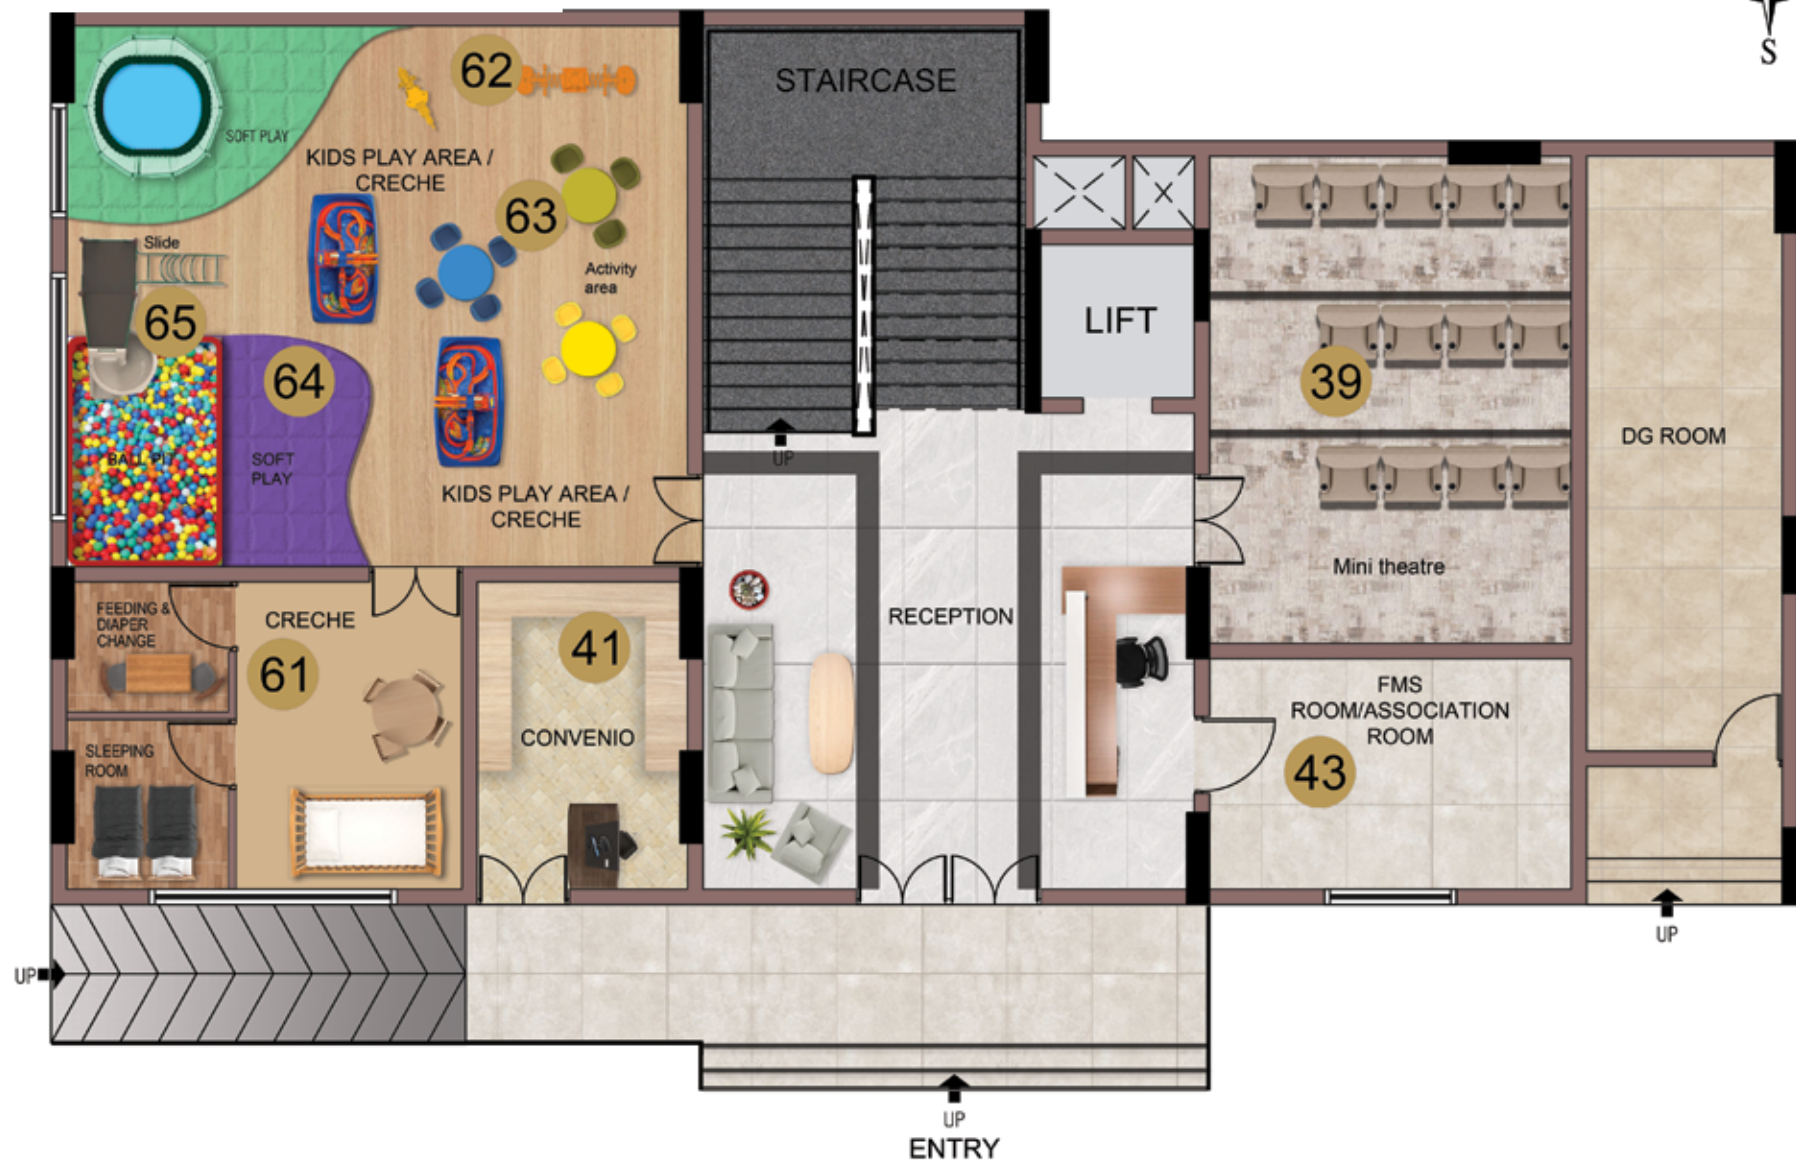 S
STAIRCASE
62
SOFT PLAY
KIDS PLAY AREA /
CRECHE
63
Slide
Activity
area
65
LIFT
64
39
DG ROOM
BALL PIT
SOFT
PLAY
UP
KIDS PLAY AREA /
CRECHE
Mini theatre
FEEDING &
DIAPER
CHANGE
CRECHE
61
41
RECEPTION
CONVENIO
FMS
ROOM/ASSOCIATION
ROOM
43
SLEEPING
ROOM
UP
UP
UP
ENTRY